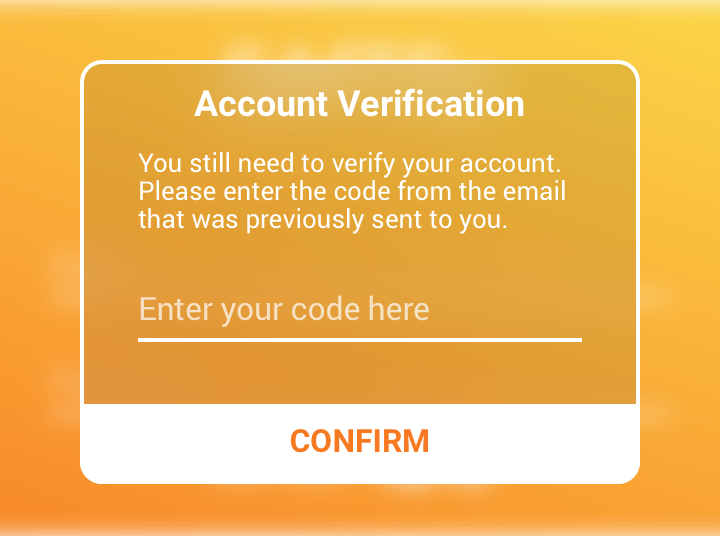 Account Verification
You still need to verify your account.
Please enter the code from the email
that was previously sent to you.
Enter your code here
CONFIRM